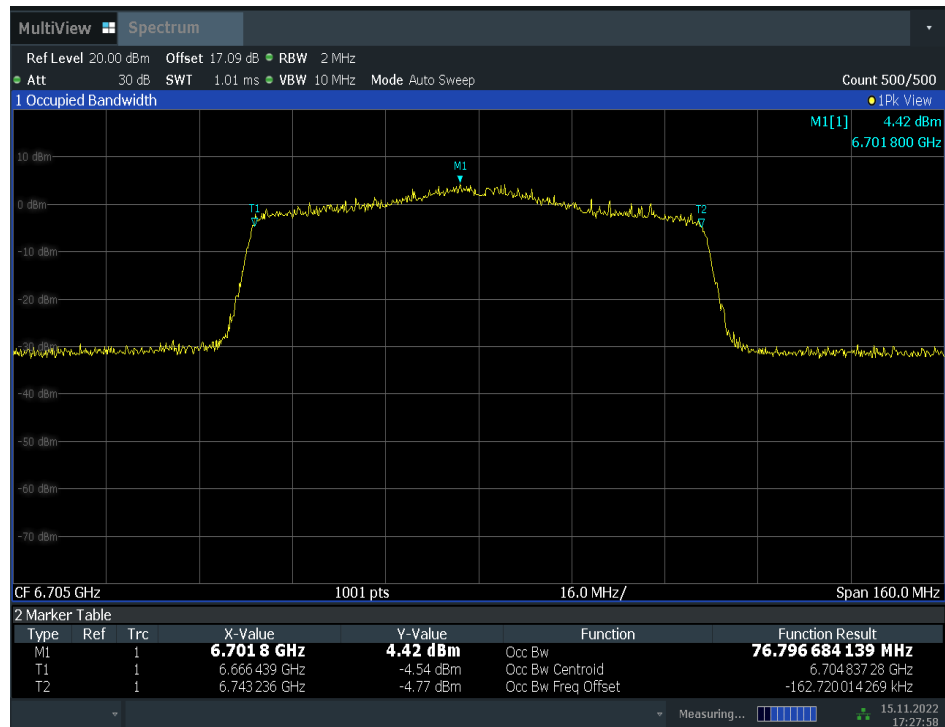 MultiView Spectrum
Ref Level 20.00 dBm Offset 17.09 dB RBW 2 MHz
Att 30 dB SWT 1.01 ms VBW 10 MHz Mode Auto Sweep Count 500/500
1 Occupied Bandwidth 1Pk View
M1[1] 4.42 dBm
6.701 800 GHz
10 dBm
M1
0 dBm
T1
T2
-10 dBm
-20 dBm
-30 dBm
-40 dBm
-50 dBm
-60 dBm
-70 dBm
CF 6.705 GHz 1001 pts 16.0 MHz/ Span 160.0 MHz
2 Marker Table
Type Ref Trc X-Value Y-Value Function Function Result
M1 1 6.701 8 GHz 4.42 dBm Occ Bw 76.796 684 139 MHz
T1 1 6.666 439 GHz -4.54 dBm Occ Bw Centroid 6.704 837 28 GHz
T2 1 6.743 236 GHz -4.77 dBm Occ Bw Freq Offset -162.720 014 269 kHz
Measuring... 15.11.2022
17:27:58